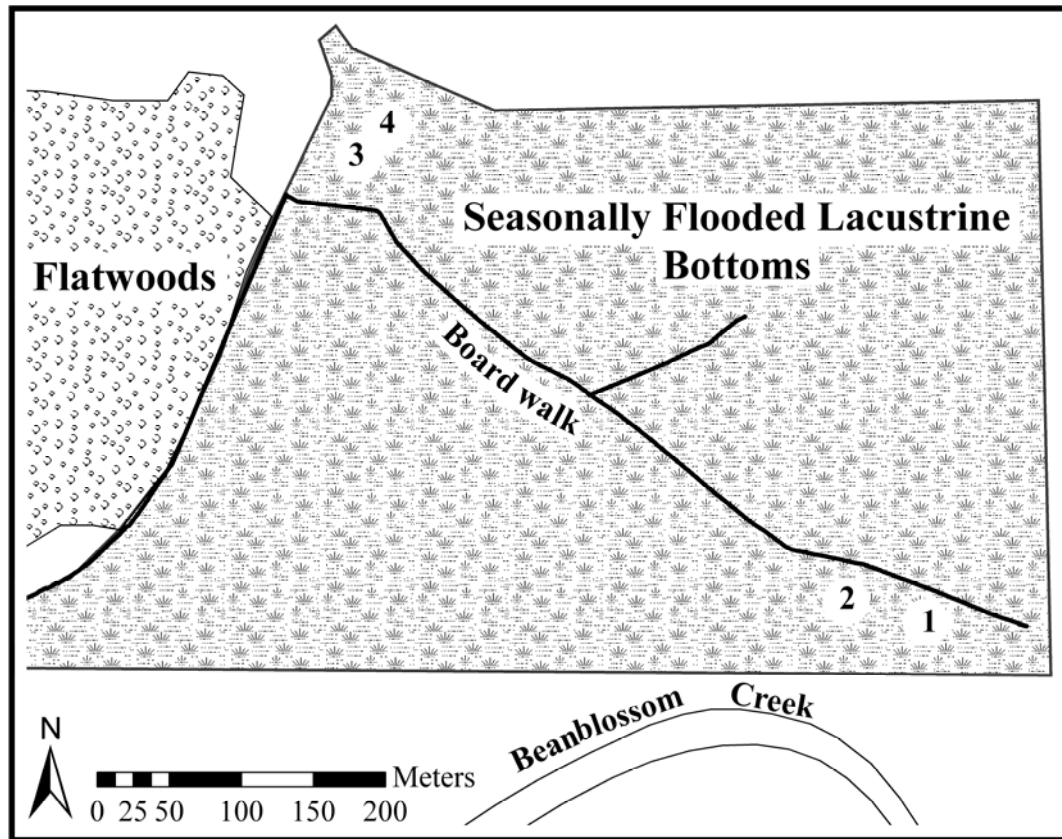 4
3
Seasonally Flooded Lacustrine
Bottoms
Flatwoods
Board walk
2
1
Beanblossom Creek
N
Meters
0 25 50 100 150 200